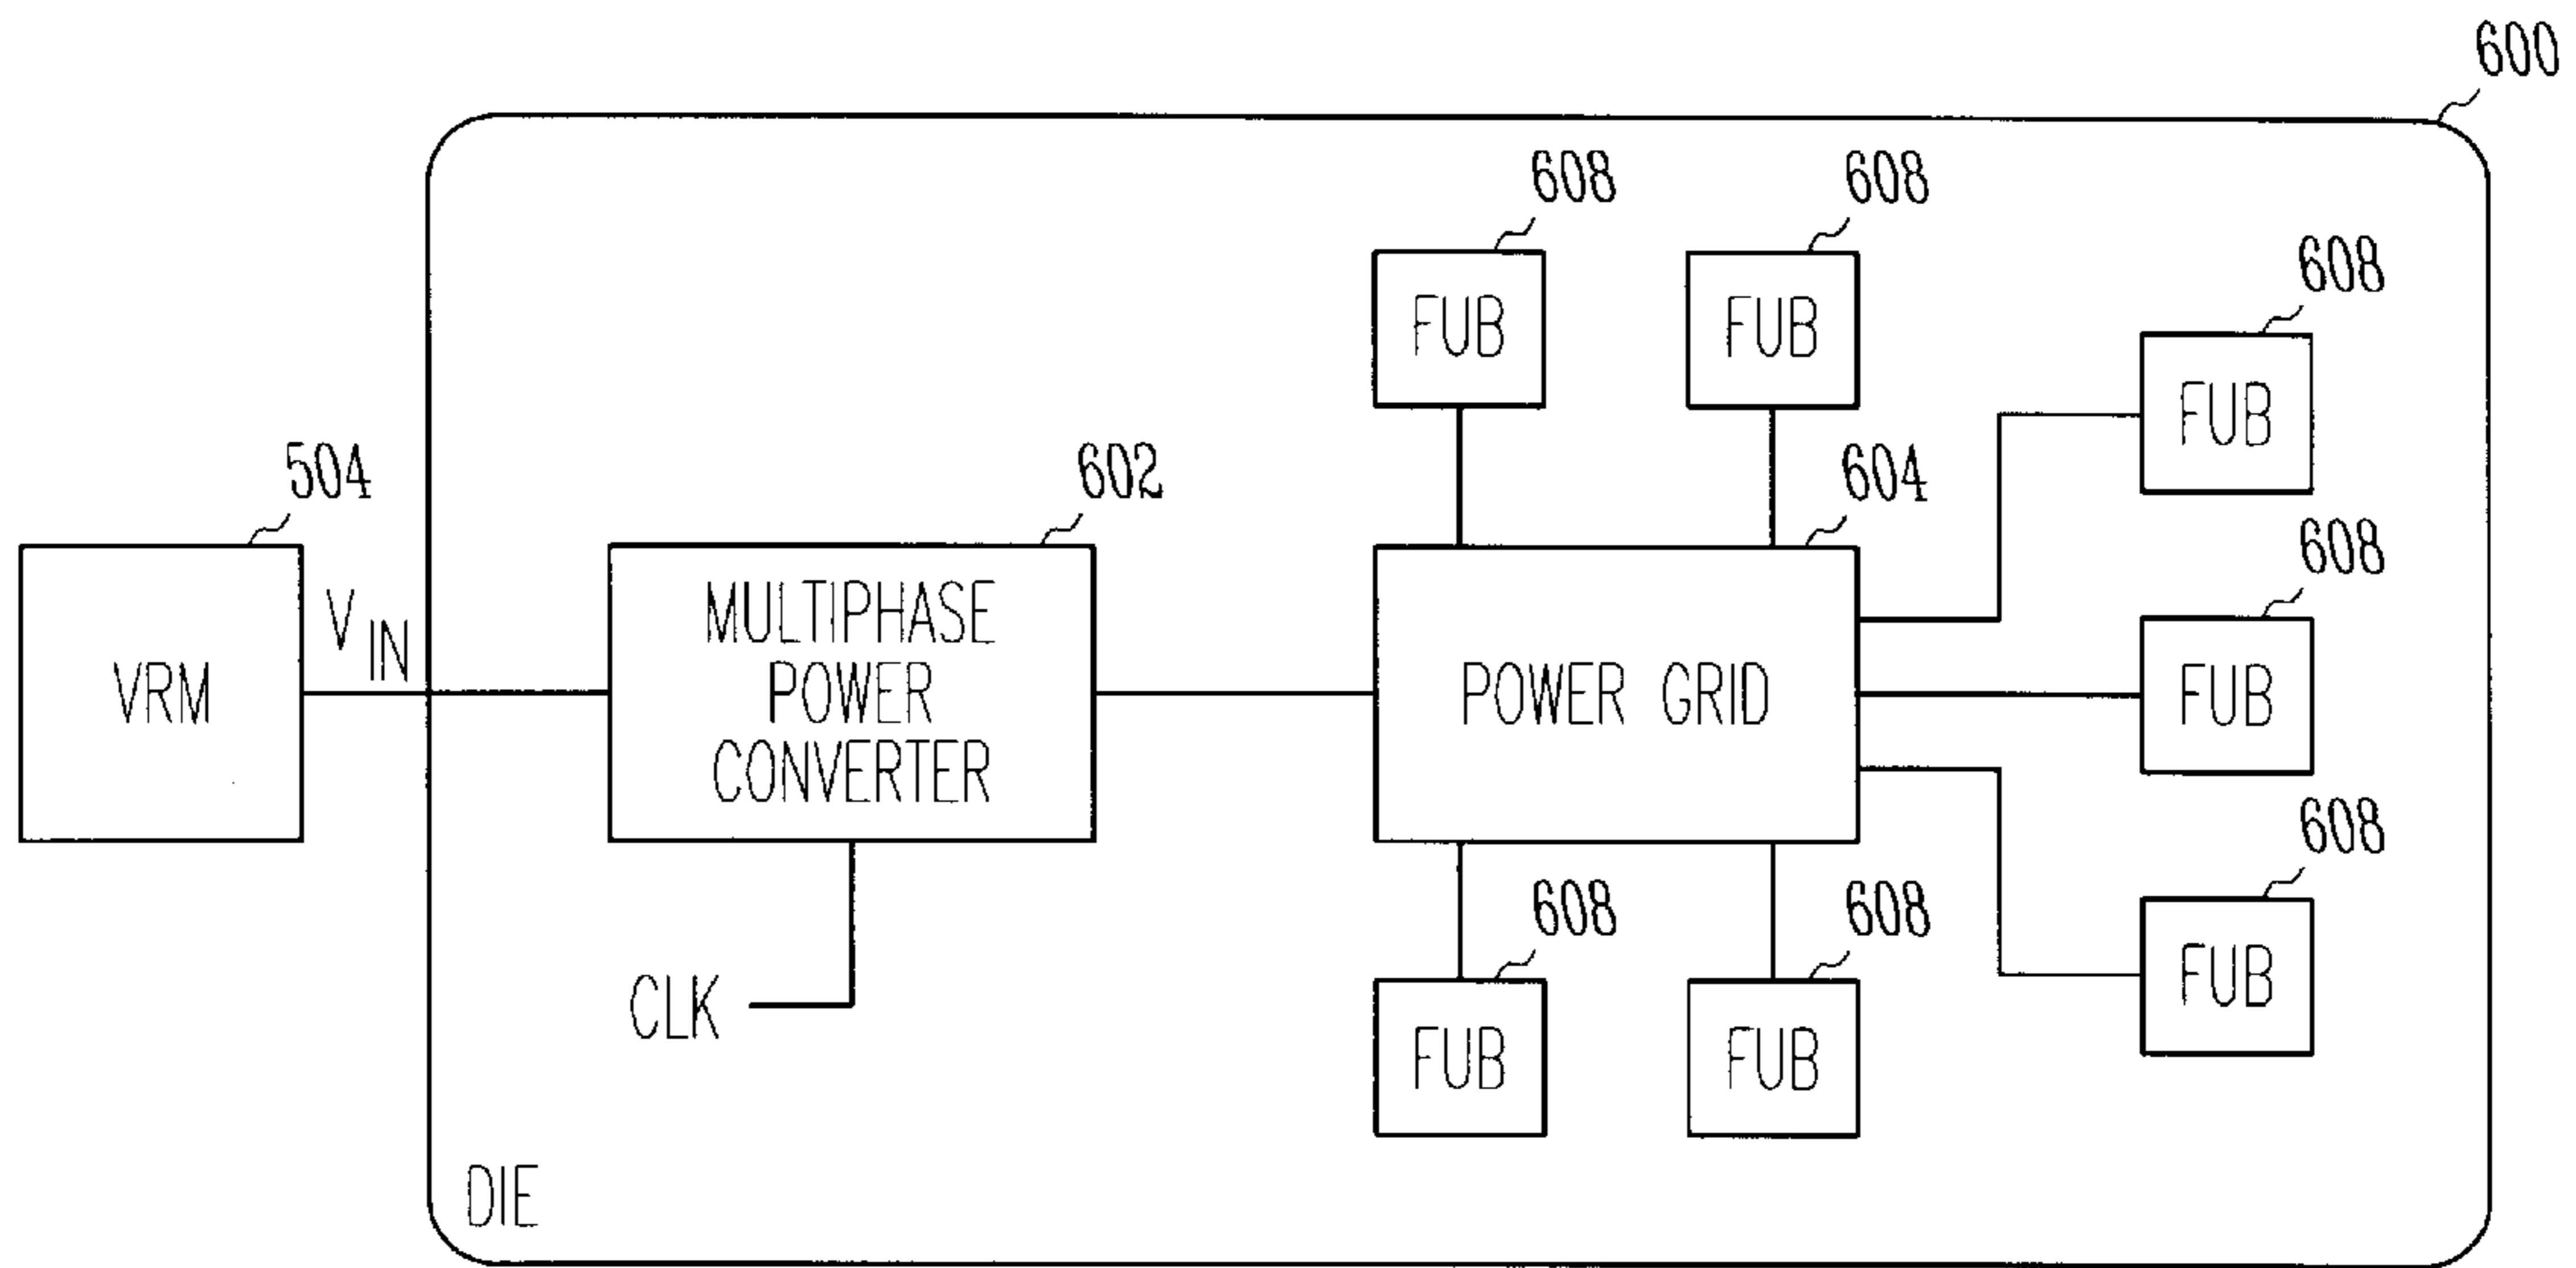 600
608
608
608
FUB
FUB
FUB
504
602
604
608
VRM
V IN
MULTIPHASE
POWER
CONVERTER
POWER GRID
FUB
608
608
608
CLK
FUB
FUB
FUB
DIE